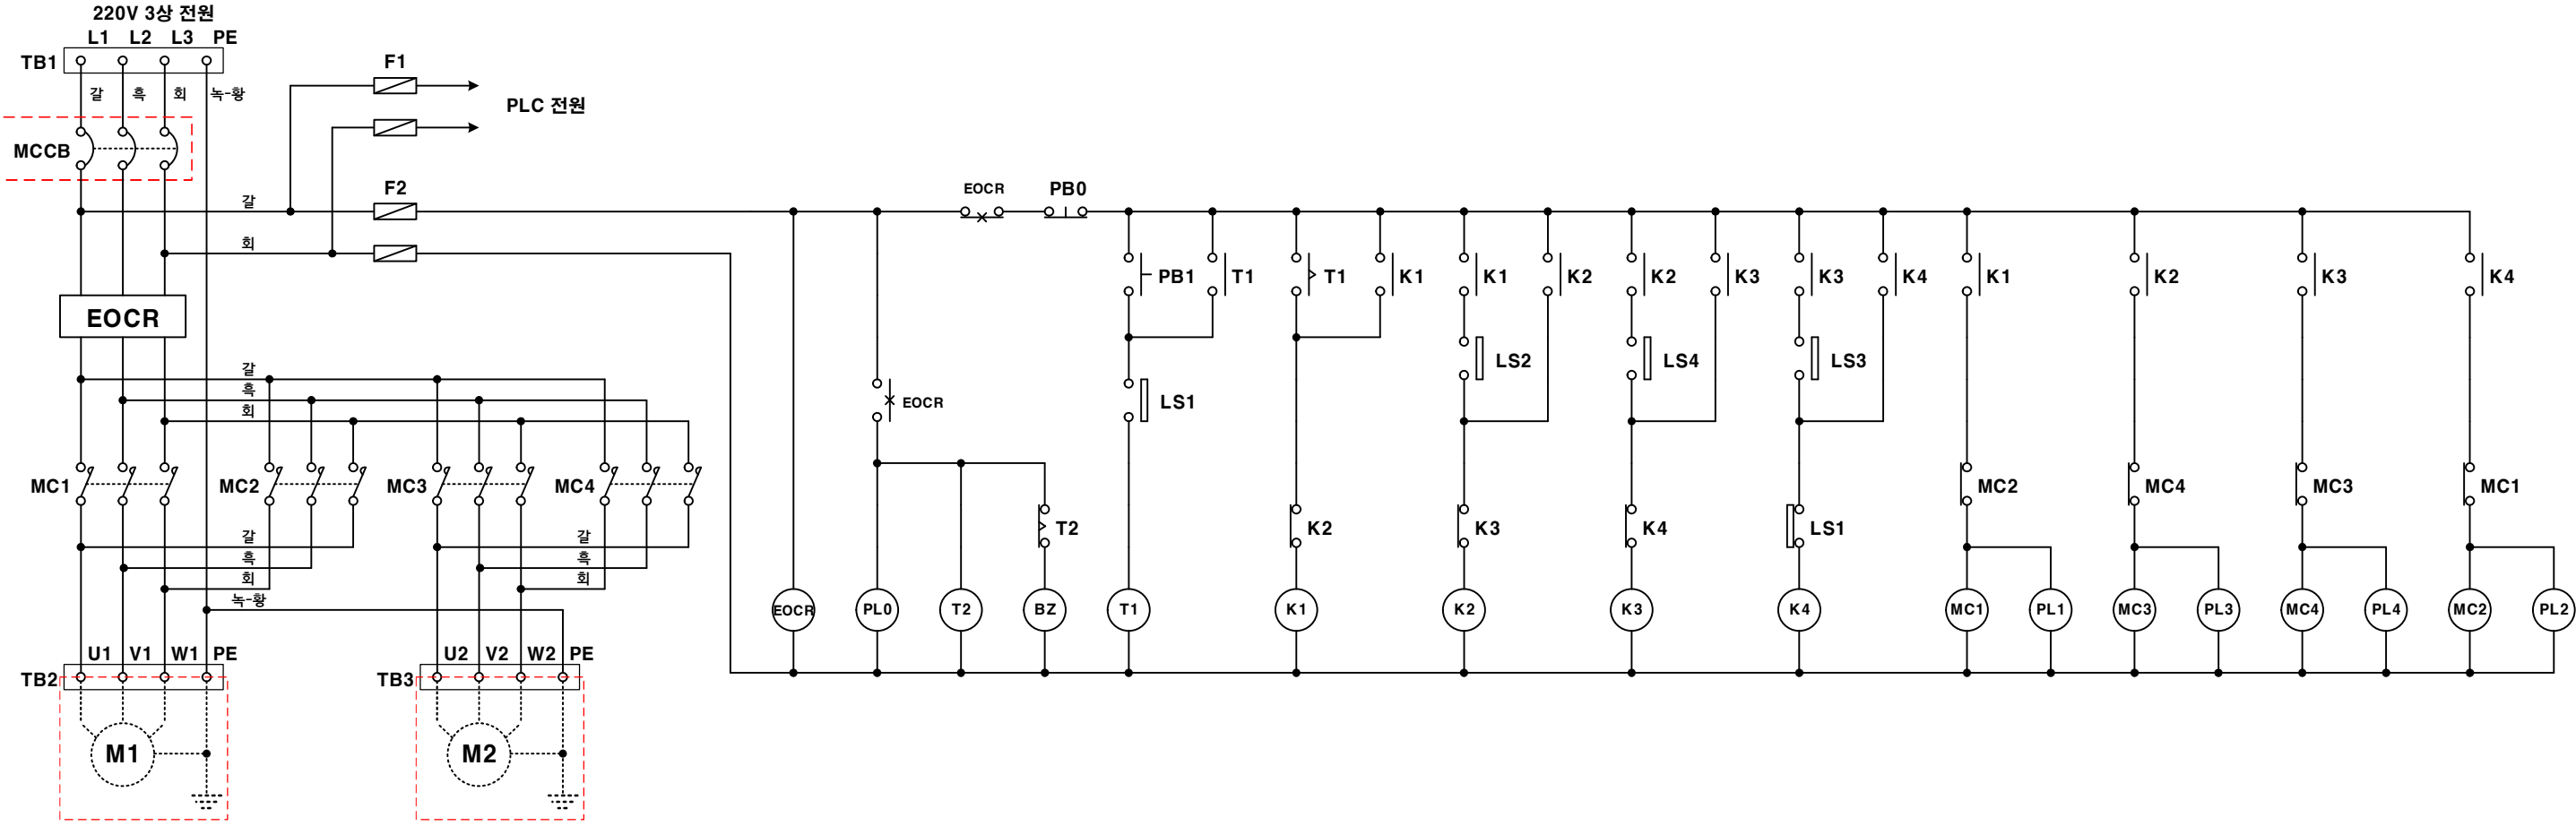 220V 3상 전원
L1 L2 L3 PE
TB1
갈 흑 회 녹-황
F1
PLC 전원
MCCB
F2
갈
회
EOCR PB0
EOCR
PB1 T1 T1 K1 K1 K2 K2 K3 K3 K4 K1 K2 K3 K4
LS2 LS4 LS3
EOCR LS1
갈
흑
회
MC1 MC2 MC3 MC4
MC2 MC4 MC3 MC1
T2 K2 K3 K4 LS1
갈 갈
흑 흑
회 회
녹-황
EOCR PL0 T2 BZ T1 K1 K2 K3 K4 MC1 PL1 MC3 PL3 MC4 PL4 MC2 PL2
U1 V1 W1 PE U2 V2 W2 PE
TB2 TB3
M1 M2